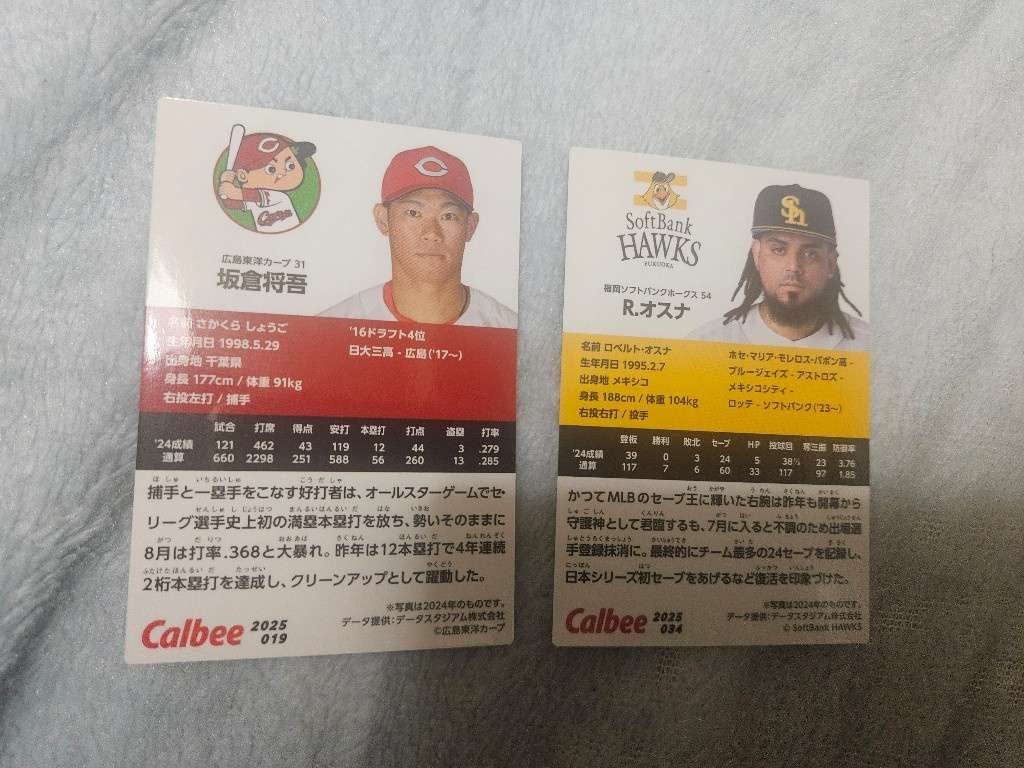 C
Carp
広島東洋カープ 31
坂倉将吾
名前 さかくら しょうご
生年月日 1998.5.29
出身地 千葉県
身長 177cm / 体重 91kg
右投左打 / 捕手
'16ドラフト4位
日大三高 - 広島('17〜)
試合 打席 得点 安打 本塁打 打点 盗塁 打率
'24成績 121 462 43 119 12 44 3 .279
通算 660 2298 251 588 56 260 13 .285
捕手と一塁手をこなす好打者は、オールスターゲームでセ・
リーグ選手史上初の満塁本塁打を放ち、勢いそのままに
8月は打率.368と大暴れ。昨年は12本塁打で4年連続
2桁本塁打を達成し、クリーンアップとして躍動した。
※写真は2024年のものです。
データ提供：データスタジアム株式会社
©広島東洋カープ
Calbee 2025
019
SoftBank
HAWKS
FUKUOKA
福岡ソフトバンクホークス 54
R.オスナ
名前 ロベルト・オスナ
生年月日 1995.2.7
出身地 メキシコ
身長 188cm / 体重 104kg
右投右打 / 投手
ホセ・マリア・モレロス・パボン高 -
ブルージェイズ - アストロズ -
メキシコシティ -
ロッテ - ソフトバンク('23〜)
登板 勝利 敗北 セーブ HP 投球回 奪三振 防御率
'24成績 39 0 3 24 5 38⅓ 23 3.76
通算 117 7 6 60 33 117 97 1.85
かつてMLBのセーブ王に輝いた右腕は昨年も開幕から
守護神として君臨するも、7月に入ると不調のため出場選
手登録抹消に。最終的にチーム最多の24セーブを記録し、
日本シリーズ初セーブをあげるなど復活を印象づけた。
※写真は2024年のものです。
データ提供：データスタジアム株式会社
© SoftBank HAWKS
Calbee 2025
034